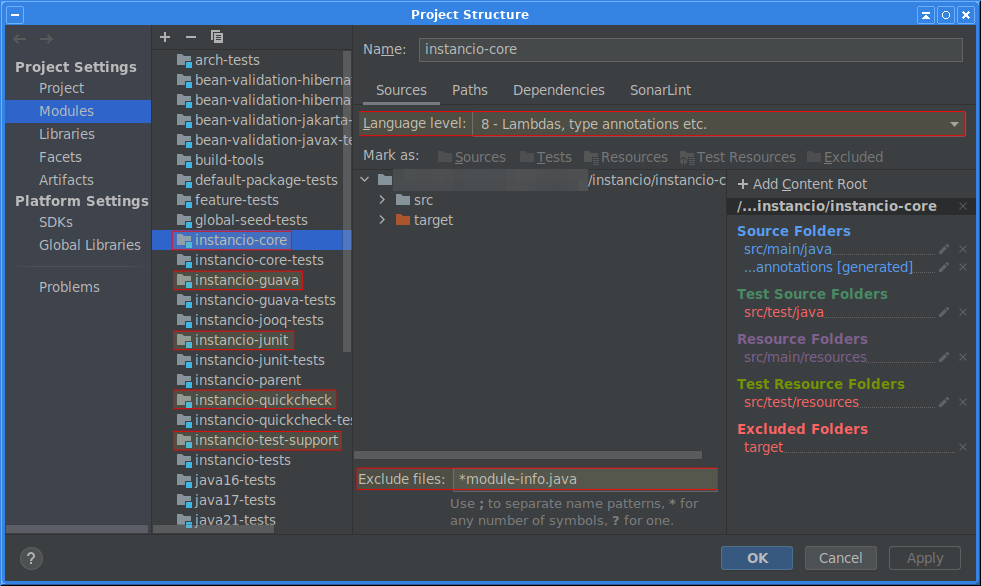 Project Structure
Project Settings
Project
Modules
Libraries
Facets
Artifacts
Platform Settings
SDKs
Global Libraries
Problems
arch-tests
bean-validation-hiberna
bean-validation-hiberna
bean-validation-jakarta-
bean-validation-javax-te
build-tools
default-package-tests
feature-tests
global-seed-tests
instancio-core
instancio-core-tests
instancio-guava
instancio-guava-tests
instancio-jooq-tests
instancio-junit
instancio-junit-tests
instancio-parent
instancio-quickcheck
instancio-quickcheck-tes
instancio-test-support
instancio-tests
java16-tests
java17-tests
java21-tests
Name: instancio-core
Sources Paths Dependencies SonarLint
Language level: 8 - Lambdas, type annotations etc.
Mark as: Sources Tests Resources Test Resources Excluded
/instancio/instancio-c
src
target
Exclude files: *module-info.java
Use ; to separate name patterns, * for
any number of symbols, ? for one.
+ Add Content Root
/...instancio/instancio-core
Source Folders
src/main/java
...annotations [generated]
Test Source Folders
src/test/java
Resource Folders
src/main/resources
Test Resource Folders
src/test/resources
Excluded Folders
target
?
OK Cancel Apply